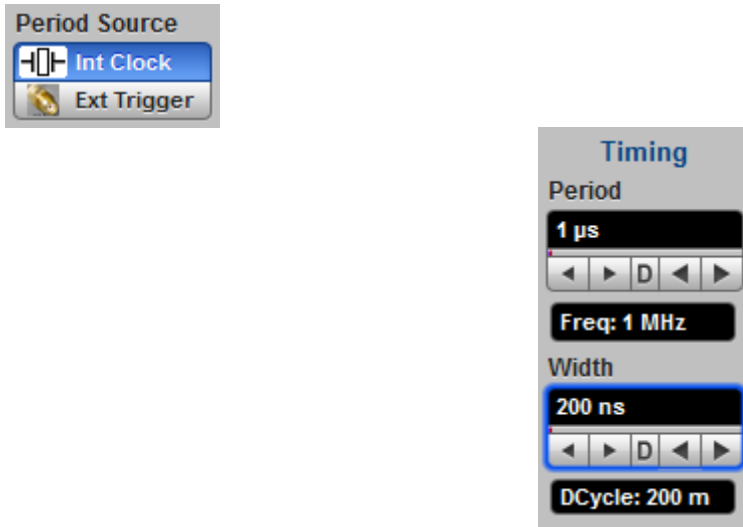 Period Source
Int Clock
Ext Trigger
Timing
Period
1 µs
D
Freq: 1 MHz
Width
200 ns
D
DCycle: 200 m